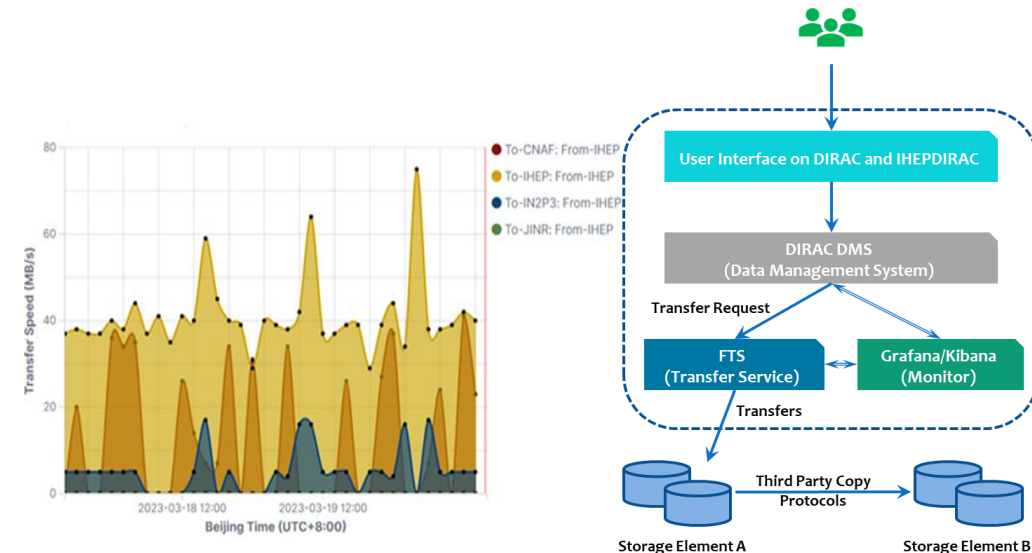 80
60
40
20
0
Transfer Speed (MB/s)
2023-03-18 12:00
2023-03-19 12:00
Beijing Time (UTC+8:00)
To-CNAF: From-IHEP
To-IHEP: From-IHEP
To-IN2P3: From-IHEP
To-JINR: From-IHEP
User Interface on DIRAC and IHEPDIRAC
DIRAC DMS
(Data Management System)
Transfer Request
FTS
(Transfer Service)
Grafana/Kibana
(Monitor)
Transfers
Third Party Copy
Protocols
Storage Element A
Storage Element B